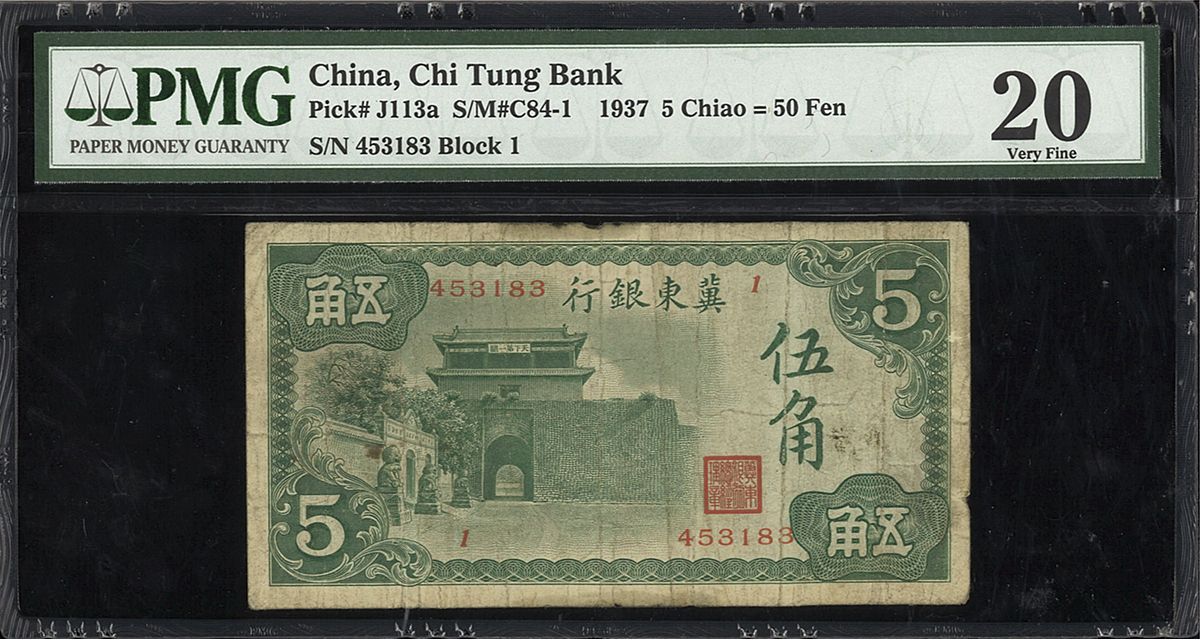 PMG
PAPER MONEY GUARANTY
China, Chi Tung Bank
Pick# J113a S/M#C84-1 1937 5 Chiao = 50 Fen
S/N 453183 Block 1
20
Very Fine
角五
453183
行銀東冀
1
5
天下第一關
伍角
5
1
453183
角五